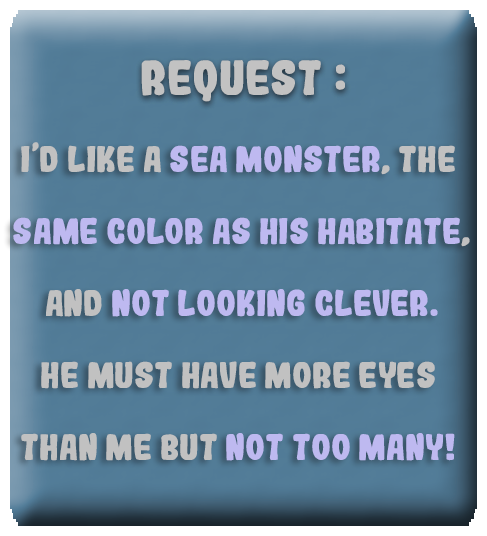 REQUEST :
I'D LIKE A SEA MONSTER, THE
SAME COLOR AS HIS HABITATE,
AND NOT LOOKING CLEVER.
HE MUST HAVE MORE EYES
THAN ME BUT NOT TOO MANY!